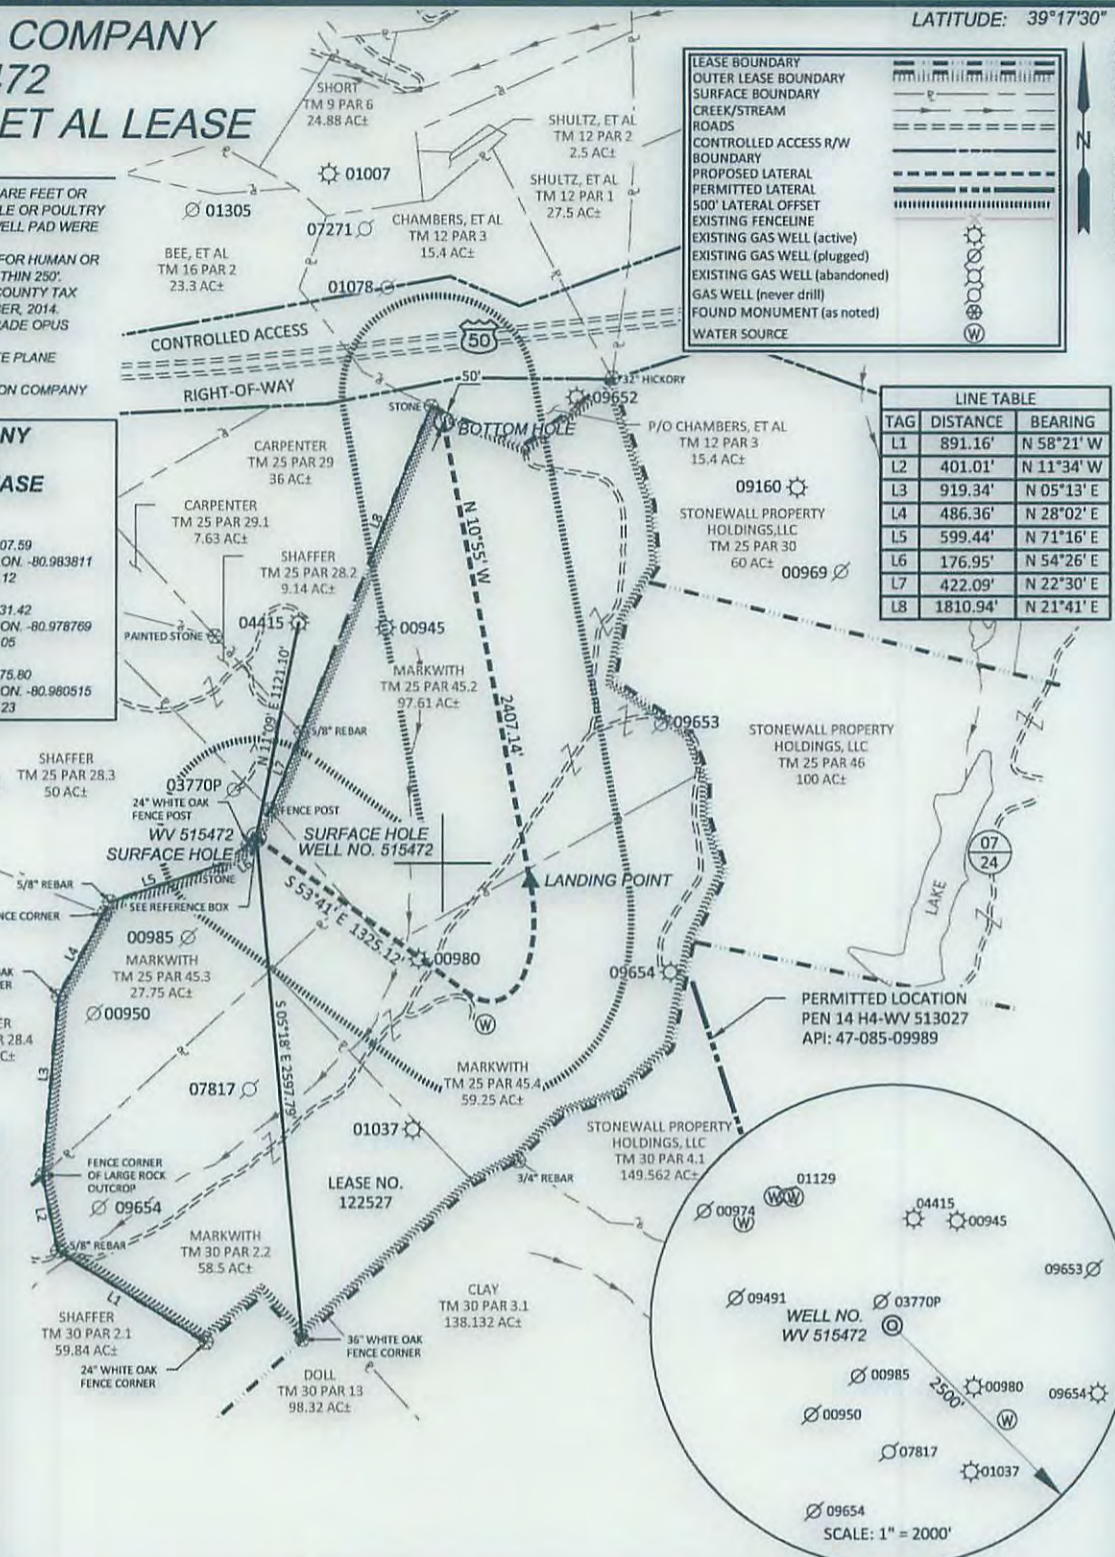 COMPANY
472
ET AL LEASE
ARE FEET OR
LE OR POULTRY
WELL PAD WERE
FOR HUMAN OR
THIN 250'.
COUNTY TAX
BER, 2014.
ADE OPUS
E PLANE
ON COMPANY
NY
ASE
07.59
ON. -80.983811
12
31.42
ON. -80.978769
05
75.80
ON. -80.980515
23
LATITUDE: 39°17'30"
LEASE BOUNDARY
OUTER LEASE BOUNDARY
SURFACE BOUNDARY
CREEK/STREAM
ROADS
CONTROLLED ACCESS R/W
BOUNDARY
PROPOSED LATERAL
PERMITTED LATERAL
500' LATERAL OFFSET
EXISTING FENCELINE
EXISTING GAS WELL (active)
EXISTING GAS WELL (plugged)
EXISTING GAS WELL (abandoned)
GAS WELL (never drill)
FOUND MONUMENT (as noted)
WATER SOURCE
W
N
LINE TABLE
TAG DISTANCE BEARING
L1 891.16' N 58°21' W
L2 401.01' N 11°34' W
L3 919.34' N 05°13' E
L4 486.36' N 28°02' E
L5 599.44' N 71°16' E
L6 176.95' N 54°26' E
L7 422.09' N 22°30' E
L8 1810.94' N 21°41' E
SHORT
TM 9 PAR 6
24.88 AC±
SHULTZ, ET AL
TM 12 PAR 2
2.5 AC±
01007
SHULTZ, ET AL
TM 12 PAR 1
27.5 AC±
01305
07271
CHAMBERS, ET AL
TM 12 PAR 3
15.4 AC±
BEE, ET AL
TM 16 PAR 2
23.3 AC±
01078
CONTROLLED ACCESS
50
RIGHT-OF-WAY
50'
32" HICKORY
09652
STONE
BOTTOM HOLE
P/O CHAMBERS, ET AL
TM 12 PAR 3
15.4 AC±
CARPENTER
TM 25 PAR 29
36 AC±
09160
CARPENTER
TM 25 PAR 29.1
7.63 AC±
STONEWALL PROPERTY
HOLDINGS,LLC
TM 25 PAR 30
60 AC±
00969
L8
N 10°55' W
SHAFFER
TM 25 PAR 28.2
9.14 AC±
04415
00945
PAINTED STONE
MARKWITH
TM 25 PAR 45.2
97.61 AC±
2407.14'
N 11°09' E 1121.10'
09653
5/8" REBAR
STONEWALL PROPERTY
HOLDINGS, LLC
TM 25 PAR 46
100 AC±
SHAFFER
TM 25 PAR 28.3
50 AC±
03770P
L7
24" WHITE OAK
FENCE POST
FENCE POST
WV 515472
SURFACE HOLE
SURFACE HOLE
WELL NO. 515472
07
24
LAKE
L6
L5
STONE
LANDING POINT
5/8" REBAR
SEE REFERENCE BOX
NCE CORNER
S 53°41' E 1325.12'
00985
MARKWITH
TM 25 PAR 45.3
27.75 AC±
L4
00980
09654
00950
W
PERMITTED LOCATION
PEN 14 H4-WV 513027
API: 47-085-09989
R 28.4
C±
L3
S 05°18' E 2597.79'
MARKWITH
TM 25 PAR 45.4
59.25 AC±
07817
01037
STONEWALL PROPERTY
HOLDINGS, LLC
TM 30 PAR 4.1
149.562 AC±
FENCE CORNER
OF LARGE ROCK
OUTCROP
3/4" REBAR
LEASE NO.
122527
09654
L2
5/8" REBAR
MARKWITH
TM 30 PAR 2.2
58.5 AC±
L1
CLAY
TM 30 PAR 3.1
138.132 AC±
SHAFFER
TM 30 PAR 2.1
59.84 AC±
36" WHITE OAK
FENCE CORNER
24" WHITE OAK
FENCE CORNER
DOLL
TM 30 PAR 13
98.32 AC±
01129
W W
00974
W
04415
00945
09653
09491
03770P
WELL NO.
WV 515472
00985
2500'
00980
09654
00950
W
07817
01037
09654
SCALE: 1" = 2000'